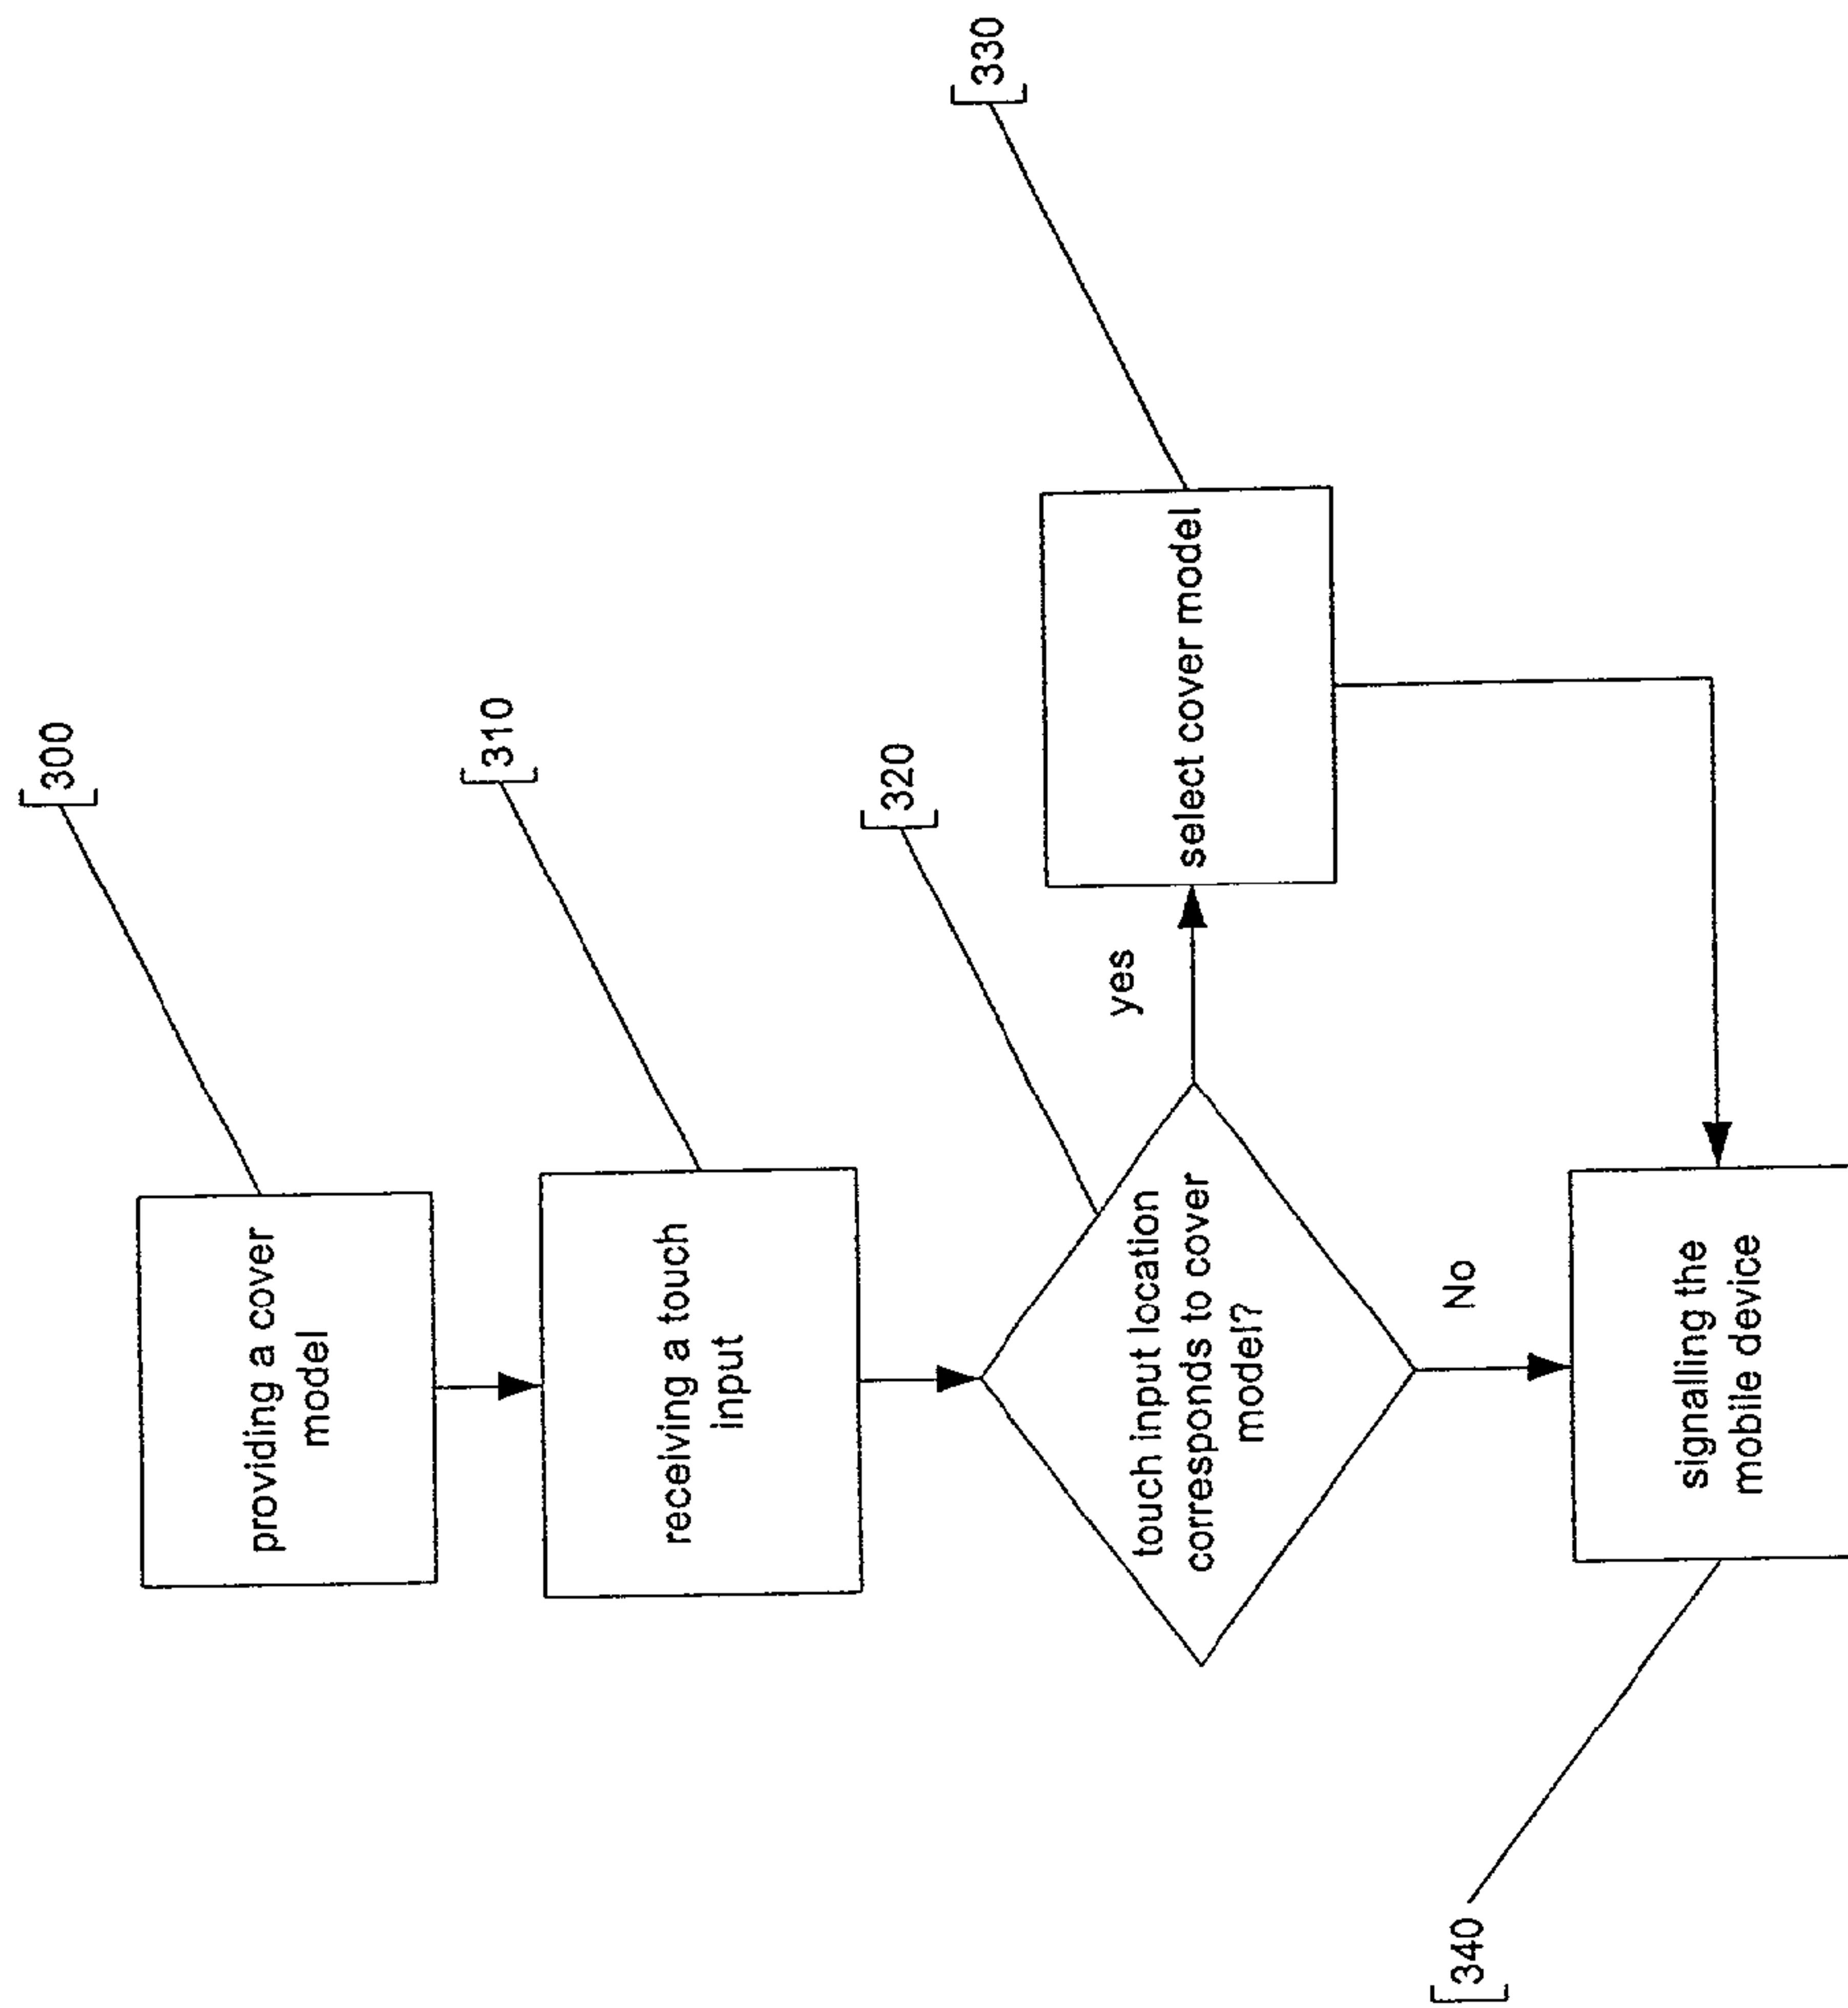 300
providing a cover
model
310
receiving a touch
input
320
touch input location
corresponds to cover
model?
yes
330
select cover model
No
340
signalling the
mobile device